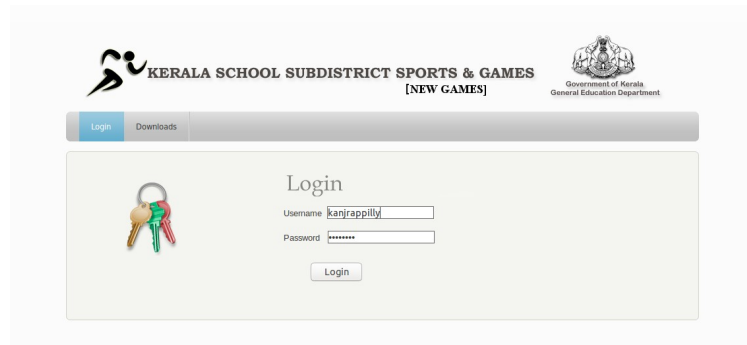 KERALA SCHOOL SUBDISTRICT SPORTS & GAMES
[NEW GAMES]
Government of Kerala
General Education Department
Login Downloads
Login
Username kanjrappilly
Password ••••••••
Login